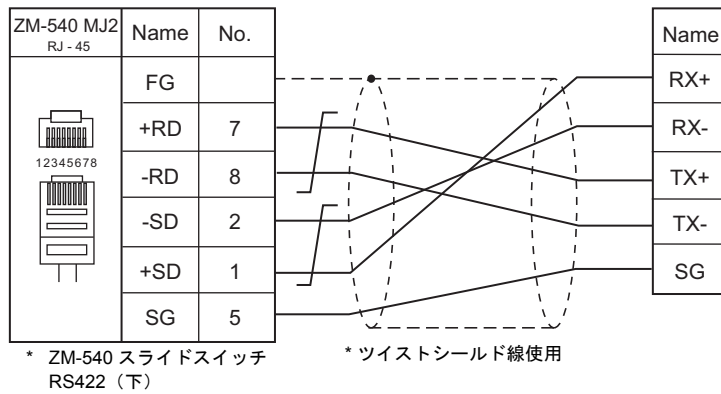 ZM-540 MJ2
RJ - 45
Name No.
FG
+RD 7
-RD 8
-SD 2
+SD 1
SG 5
12345678
Name
RX+
RX-
TX+
TX-
SG
* ZM-540 スライドスイッチ
RS422（下）
* ツイストシールド線使用